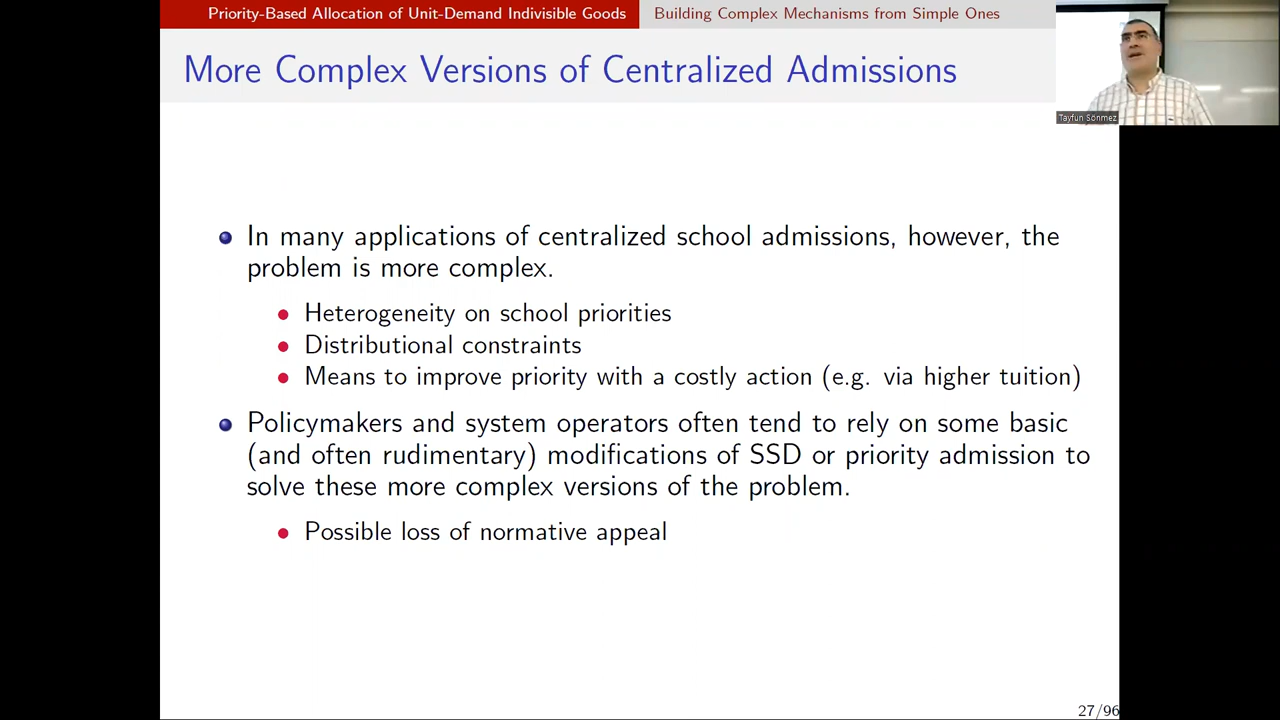 Priority-Based Allocation of Unit-Demand Indivisible Goods
Building Complex Mechanisms from Simple Ones
More Complex Versions of Centralized Admissions
Tayfun Sönmez
In many applications of centralized school admissions, however, the
problem is more complex.
Heterogeneity on school priorities
Distributional constraints
Means to improve priority with a costly action (e.g. via higher tuition)
Policymakers and system operators often tend to rely on some basic
(and often rudimentary) modifications of SSD or priority admission to
solve these more complex versions of the problem.
Possible loss of normative appeal
27/96